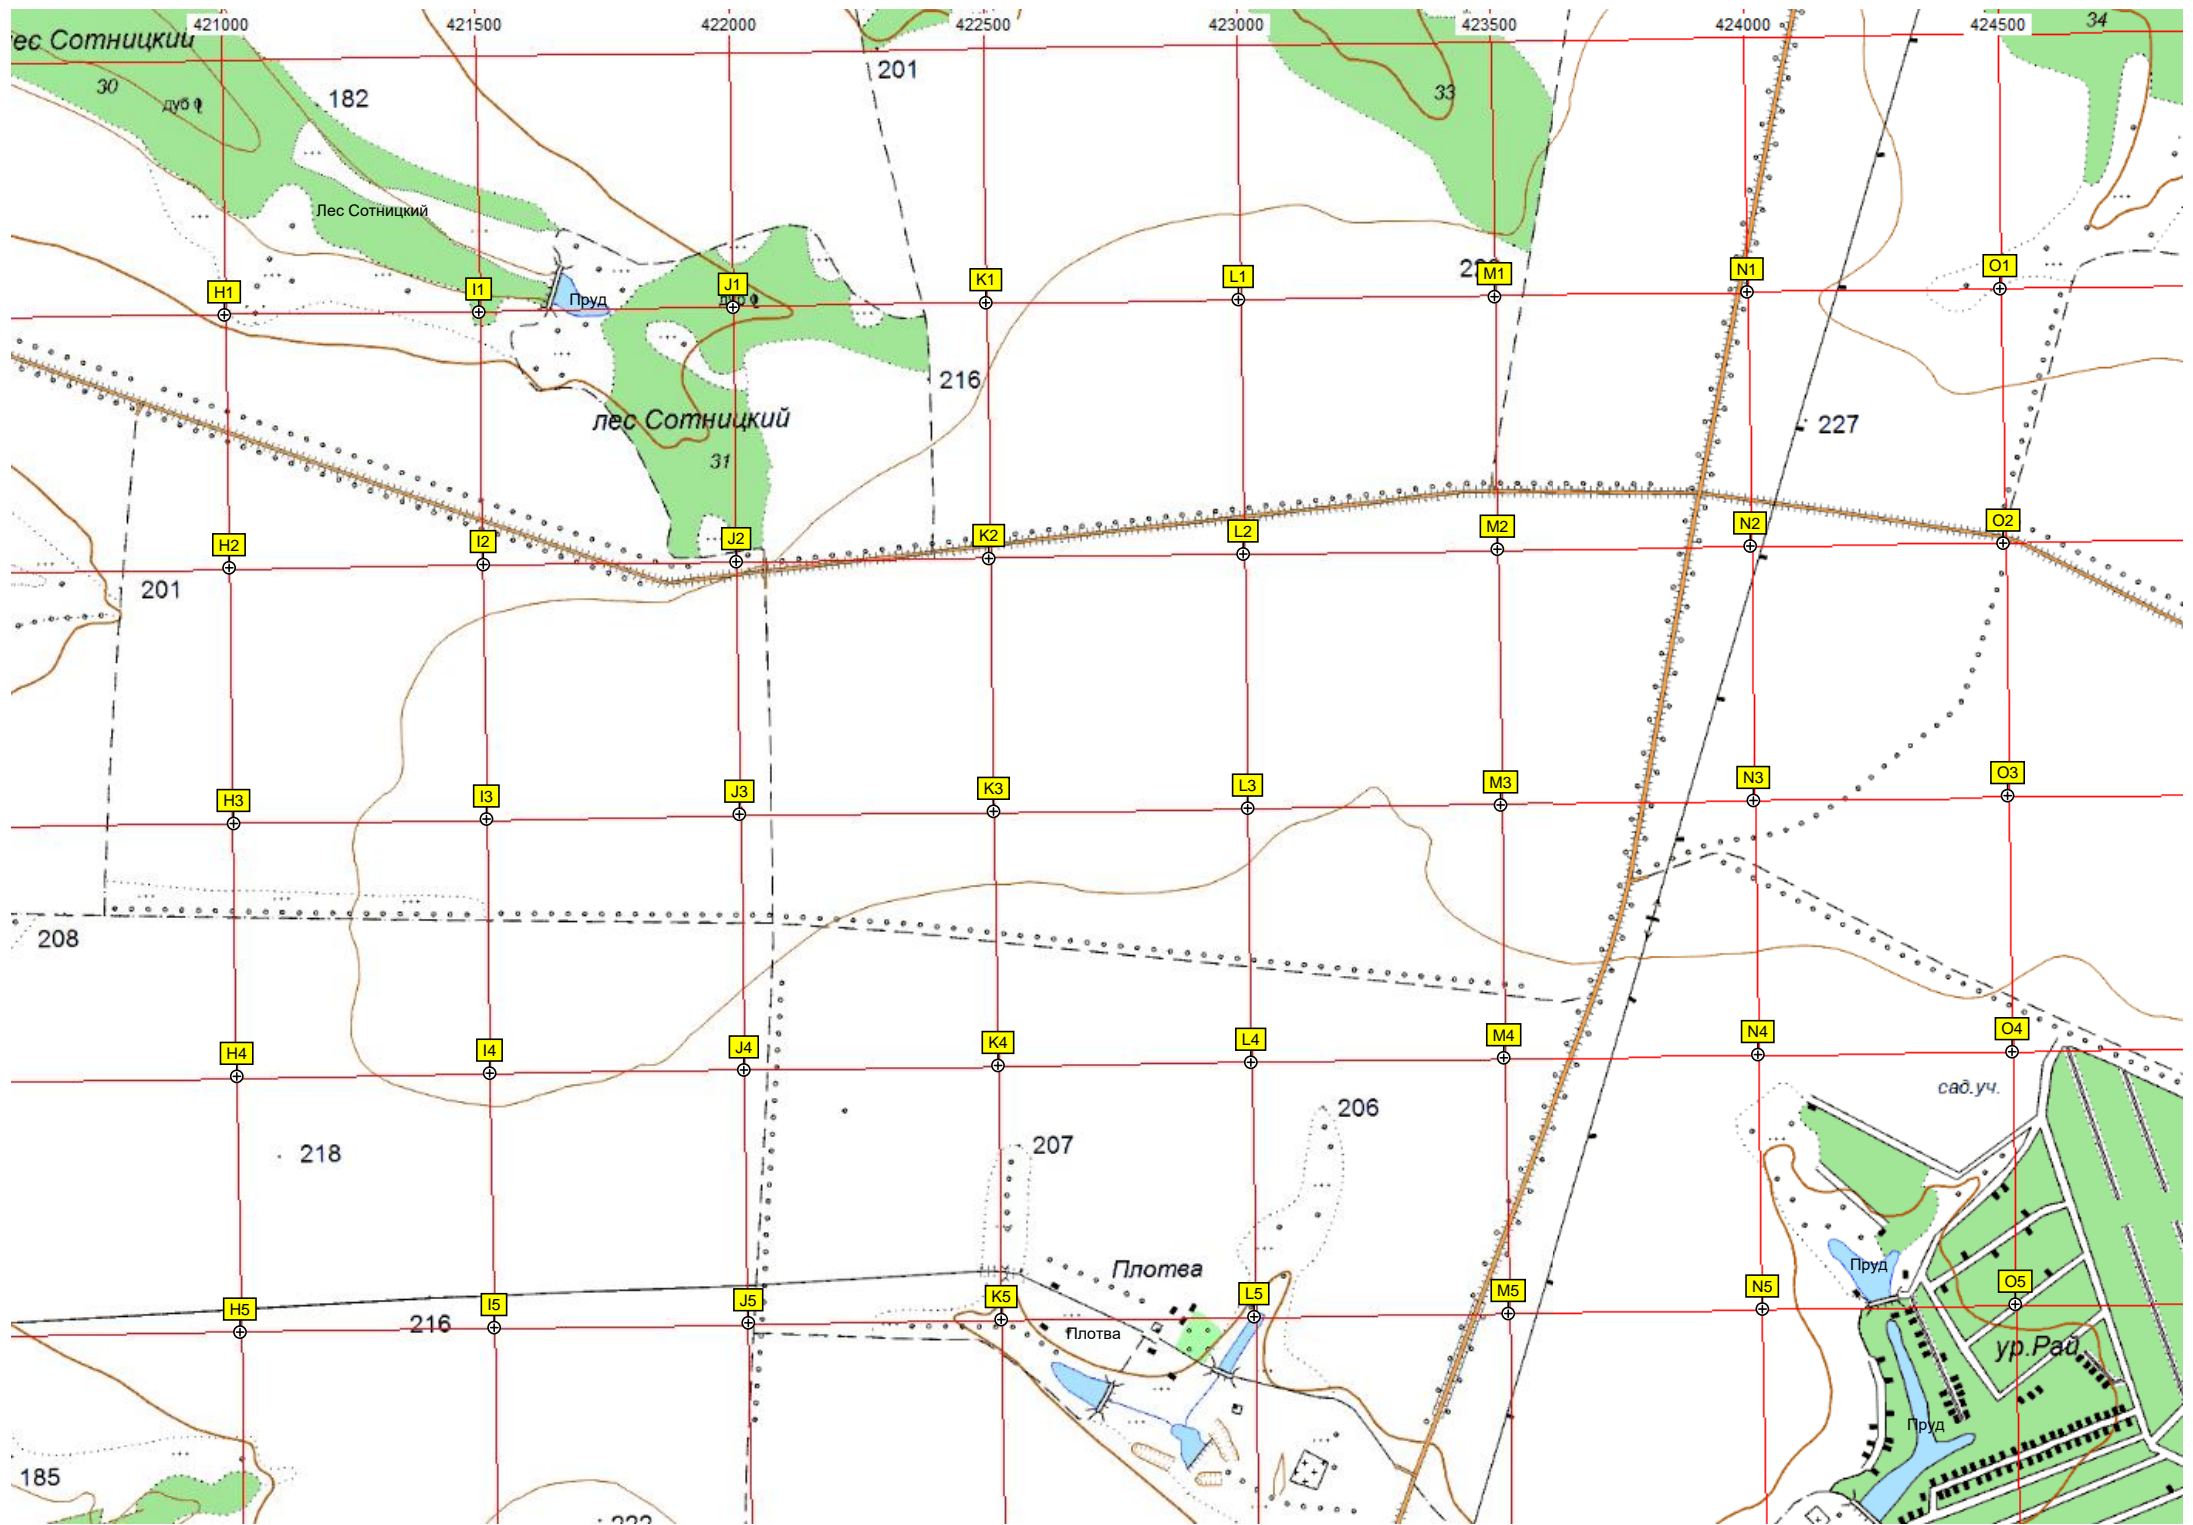 421000 421500 422000 422500 423000 423500 424000 424500
34
ес Сотницкий
30
дуб
182
201
33
Лес Сотницкий
H1 I1 Пруд J1 K1 L1 M1 N1 O1
216
лес Сотницкий
31
227
H2 I2 J2 K2 L2 M2 N2 O2
201
H3 I3 J3 K3 L3 M3 N3 O3
208
H4 I4 J4 K4 L4 M4 N4 O4
сад.уч.
206
207
218
Плотва
Пруд
H5 I5 J5 K5 L5 M5 N5 O5
216
Плотва
ур.Рай
Пруд
185
222